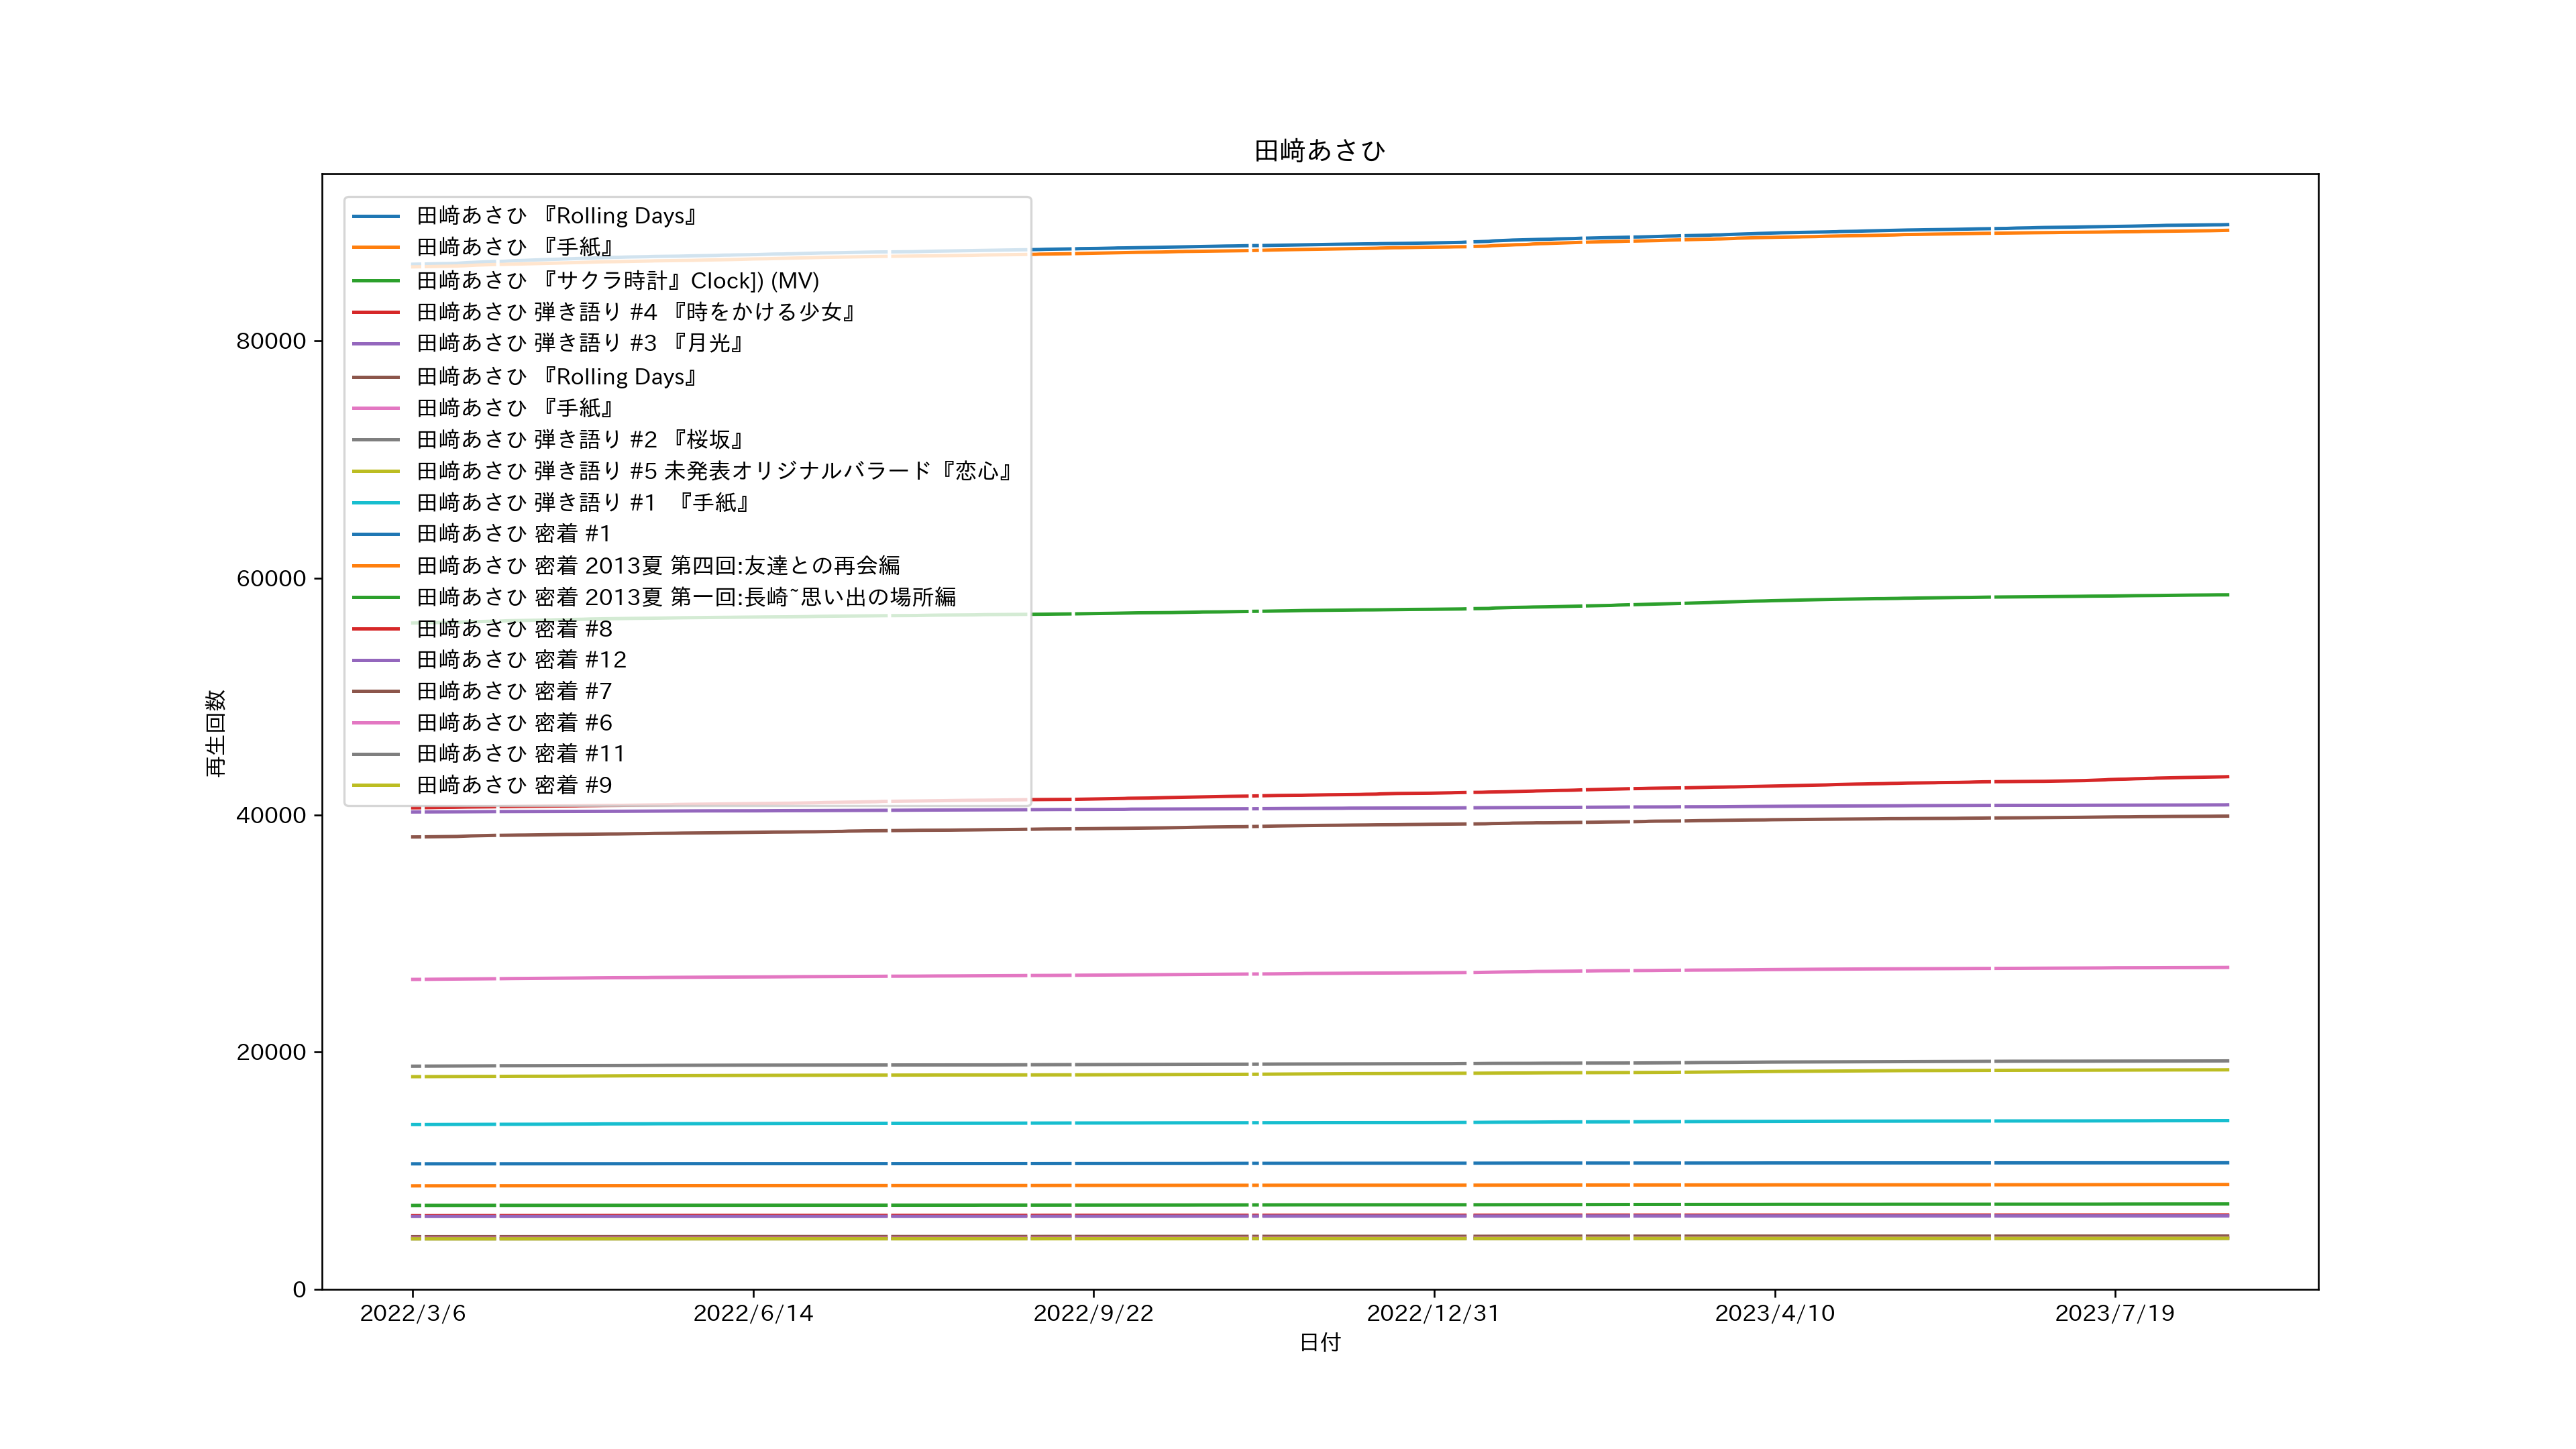 田﨑あさひ
田﨑あさひ 『Rolling Days』
田﨑あさひ 『手紙』
田﨑あさひ 『サクラ時計』Clock]) (MV)
田﨑あさひ 弾き語り #4 『時をかける少女』
田﨑あさひ 弾き語り #3 『月光』
田﨑あさひ 『Rolling Days』
田﨑あさひ 『手紙』
田﨑あさひ 弾き語り #2 『桜坂』
田﨑あさひ 弾き語り #5 未発表オリジナルバラード『恋心』
田﨑あさひ 弾き語り #1 『手紙』
田﨑あさひ 密着 #1
田﨑あさひ 密着 2013夏 第四回:友達との再会編
田﨑あさひ 密着 2013夏 第一回:長崎~思い出の場所編
田﨑あさひ 密着 #8
田﨑あさひ 密着 #12
田﨑あさひ 密着 #7
田﨑あさひ 密着 #6
田﨑あさひ 密着 #11
田﨑あさひ 密着 #9
再生回数
80000
60000
40000
20000
0
2022/3/6
2022/6/14
2022/9/22
2022/12/31
2023/4/10
2023/7/19
日付